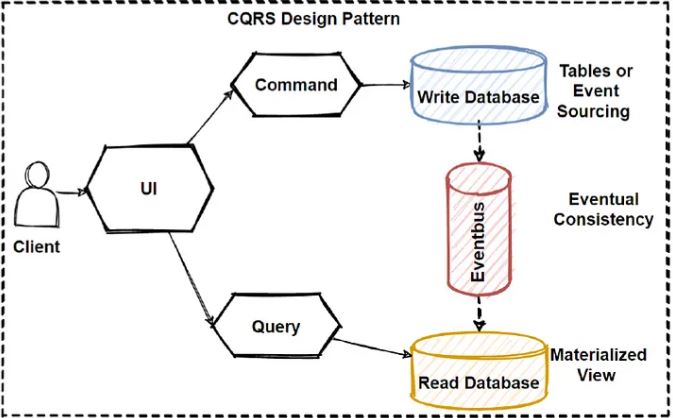 CQRS Design Pattern
Command
Write Database
Tables or
Event
Sourcing
UI
Client
Eventbus
Eventual
Consistency
Query
Read Database
Materialized
View